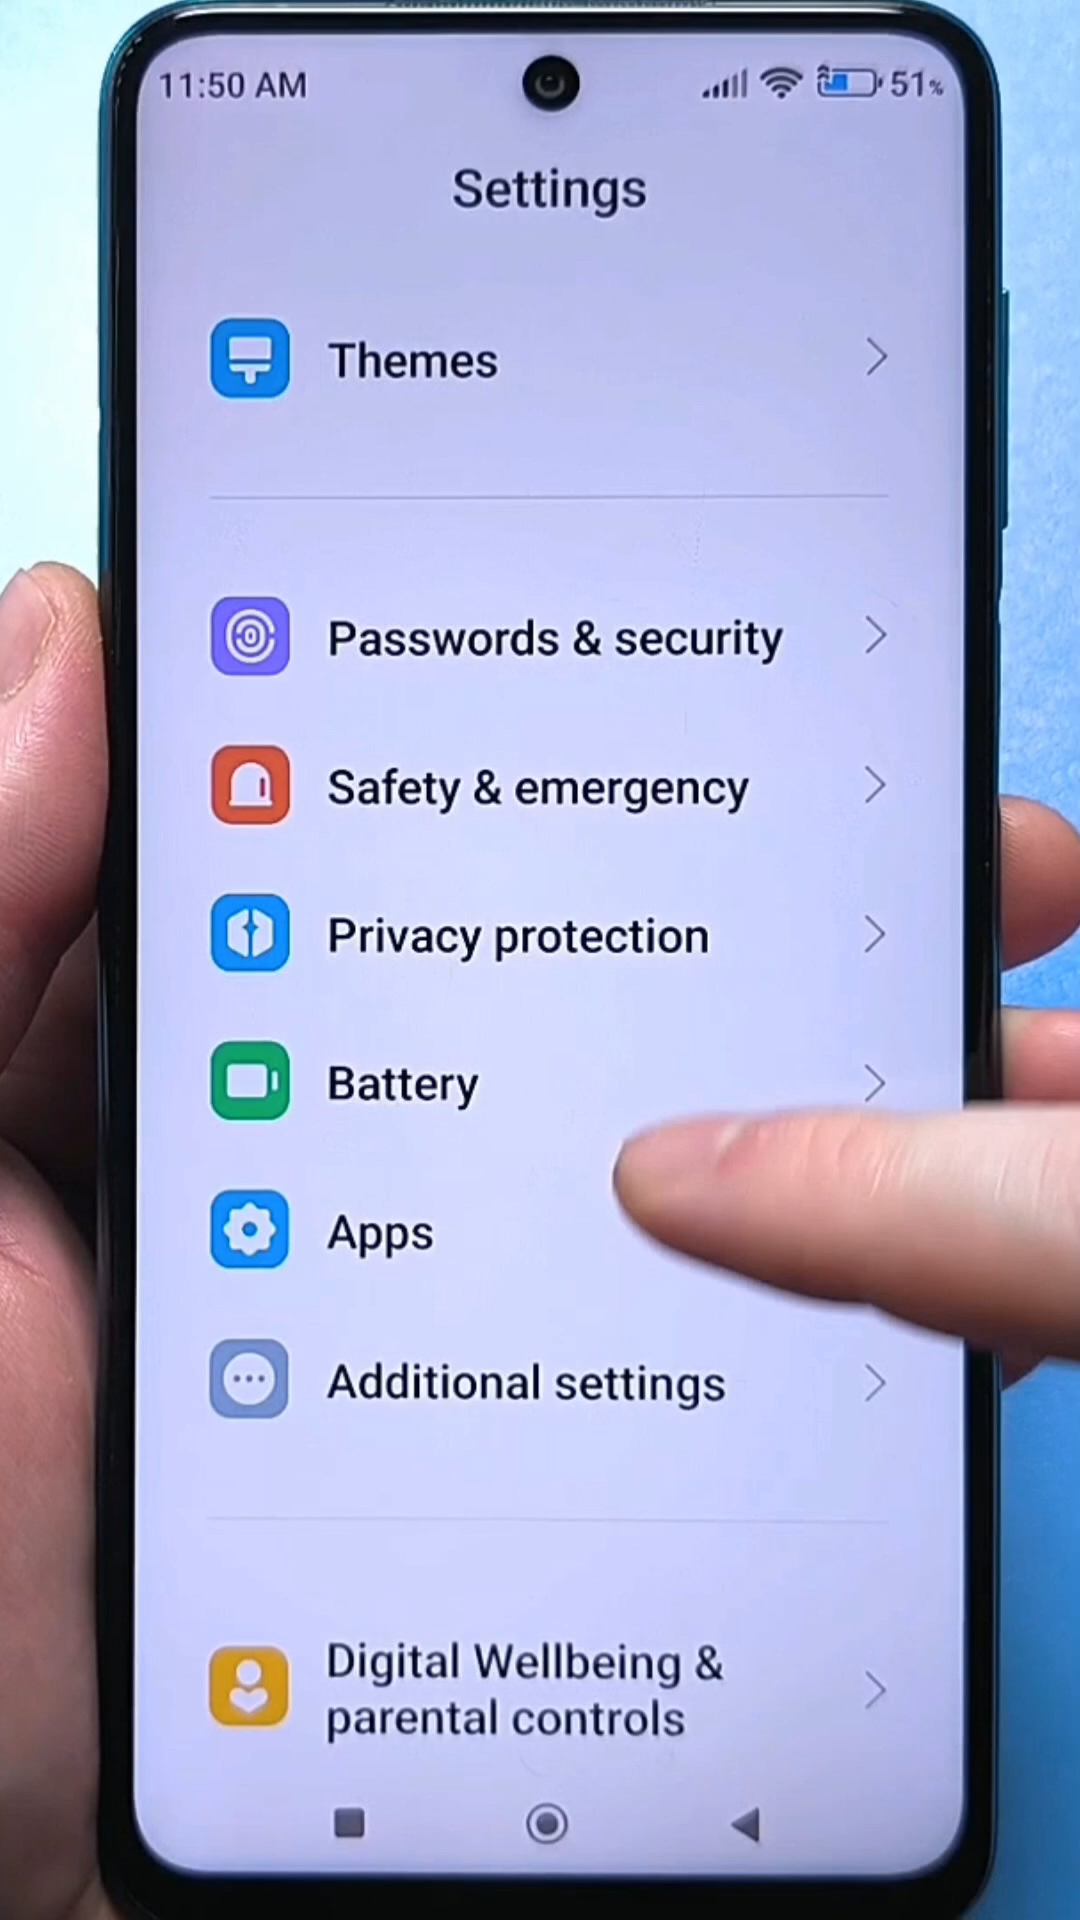 11:50 AM 51%
Settings
Themes
Passwords & security
Safety & emergency
Privacy protection
Battery
Apps
Additional settings
Digital Wellbeing &
parental controls